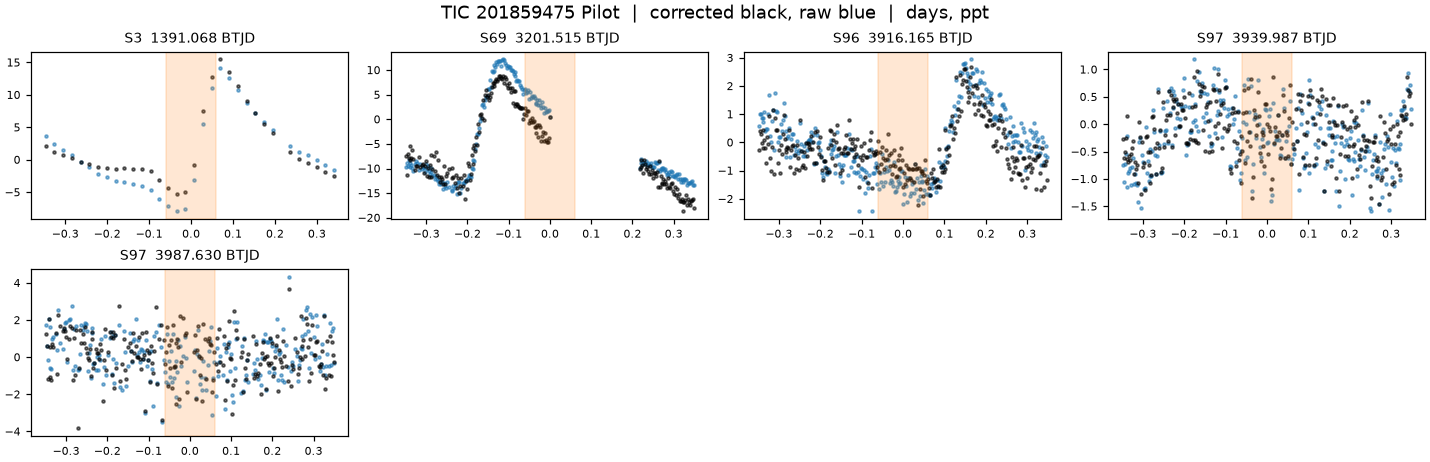 TIC 201859475 Pilot | corrected black, raw blue | days, ppt
S3 1391.068 BTJD
S69 3201.515 BTJD
S96 3916.165 BTJD
S97 3939.987 BTJD
15
10
5
0
−5
−0.3 −0.2 −0.1 0.0 0.1 0.2 0.3
10
5
0
−5
−10
−15
−20
−0.3 −0.2 −0.1 0.0 0.1 0.2 0.3
3
2
1
0
−1
−2
−0.3 −0.2 −0.1 0.0 0.1 0.2 0.3
1.0
0.5
0.0
−0.5
−1.0
−1.5
−0.3 −0.2 −0.1 0.0 0.1 0.2 0.3
S97 3987.630 BTJD
4
2
0
−2
−4
−0.3 −0.2 −0.1 0.0 0.1 0.2 0.3